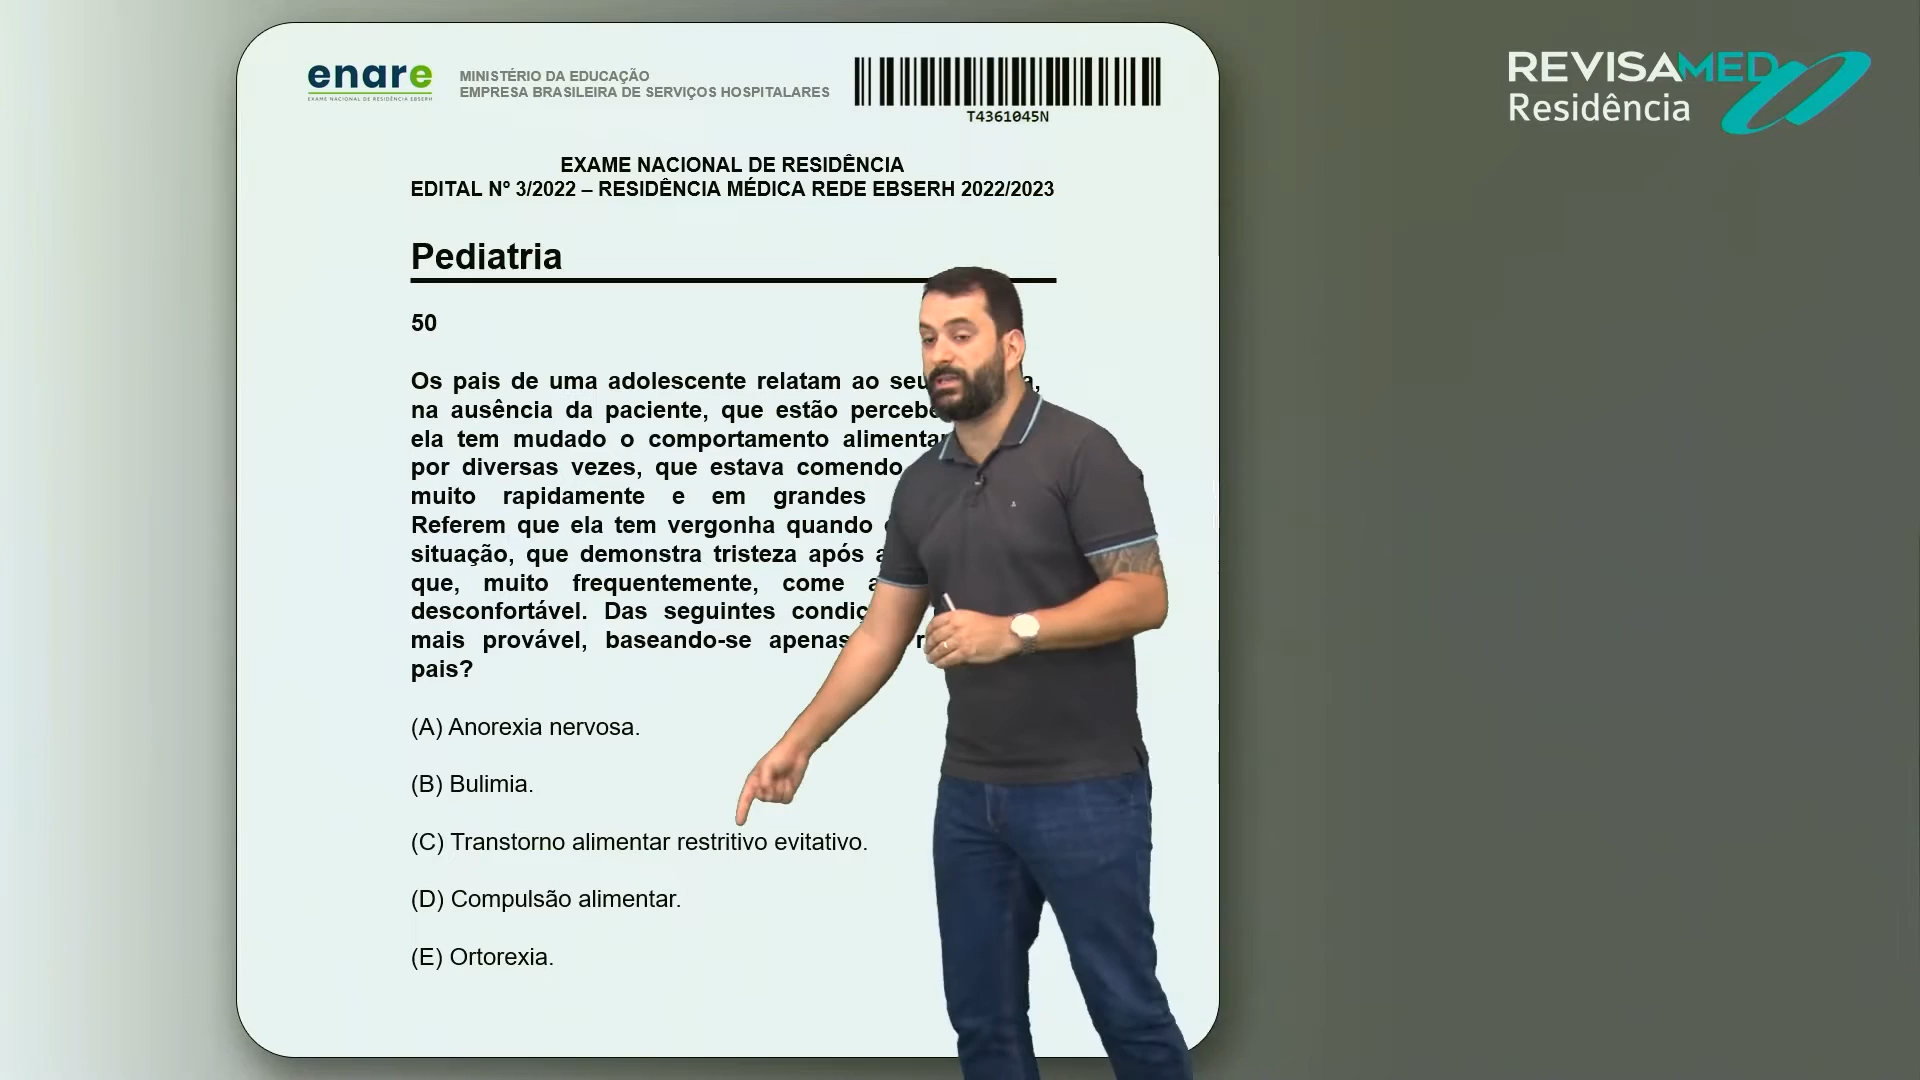 enare
EXAME NACIONAL DE RESIDÊNCIA EBSERH
MINISTÉRIO DA EDUCAÇÃO
EMPRESA BRASILEIRA DE SERVIÇOS HOSPITALARES
T4361045N
REVISAMED
Residência
EXAME NACIONAL DE RESIDÊNCIA
EDITAL Nº 3/2022 – RESIDÊNCIA MÉDICA REDE EBSERH 2022/2023
Pediatria
50
Os pais de uma adolescente relatam ao
na ausência da paciente, que estão
ela tem mudado o comportamento
por diversas vezes, que estava comendo
muito rapidamente e em grandes
Referem que ela tem vergonha quando
situação, que demonstra tristeza após
que, muito frequentemente, come
desconfortável. Das seguintes
mais provável, baseando-se apenas
pais?
(A) Anorexia nervosa.
(B) Bulimia.
(C) Transtorno alimentar restritivo evitativo.
(D) Compulsão alimentar.
(E) Ortorexia.